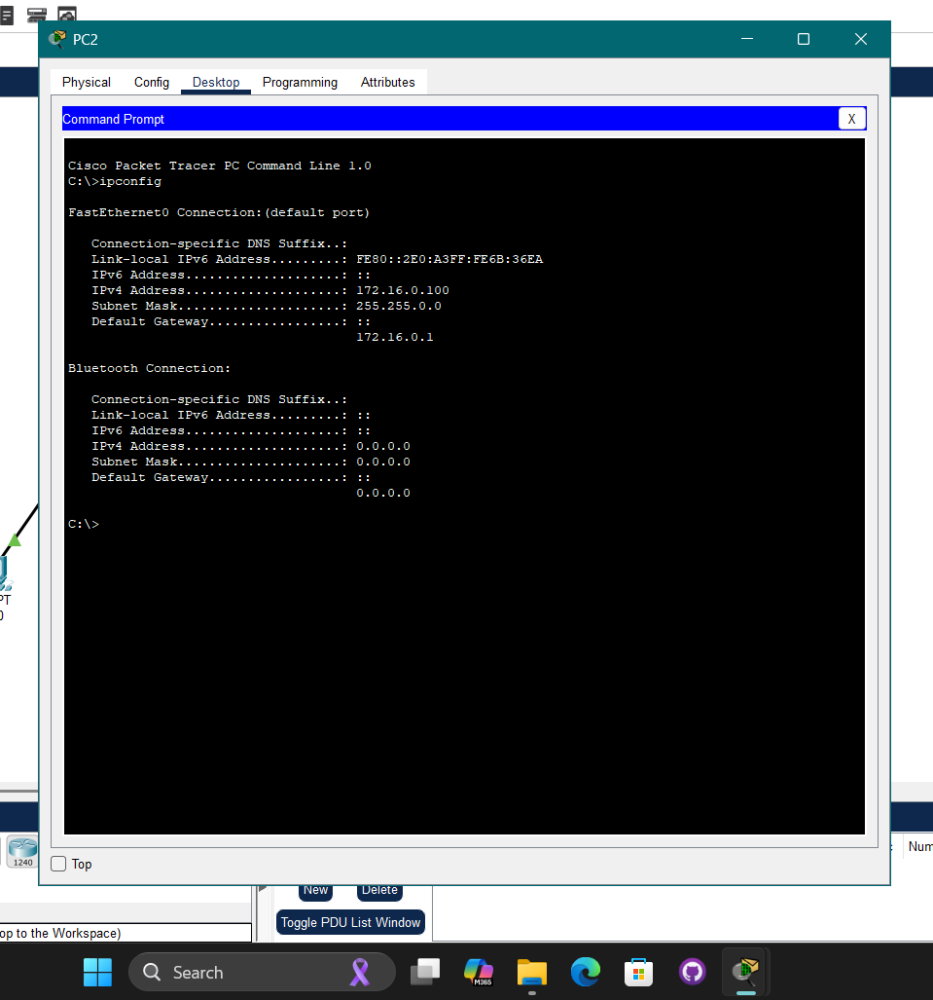 PC2
Physical Config Desktop Programming Attributes
Command Prompt X
Cisco Packet Tracer PC Command Line 1.0
C:\>ipconfig
FastEthernet0 Connection:(default port)
Connection-specific DNS Suffix..:
Link-local IPv6 Address.........: FE80::2E0:A3FF:FE6B:36EA
IPv6 Address....................: ::
IPv4 Address....................: 172.16.0.100
Subnet Mask.....................: 255.255.0.0
Default Gateway.................: ::
172.16.0.1
Bluetooth Connection:
Connection-specific DNS Suffix..:
Link-local IPv6 Address.........: ::
IPv6 Address....................: ::
IPv4 Address....................: 0.0.0.0
Subnet Mask.....................: 0.0.0.0
Default Gateway.................: ::
0.0.0.0
C:\>
PT
0
1240
Top
Num
New Delete
Toggle PDU List Window
op to the Workspace)
Search
M365